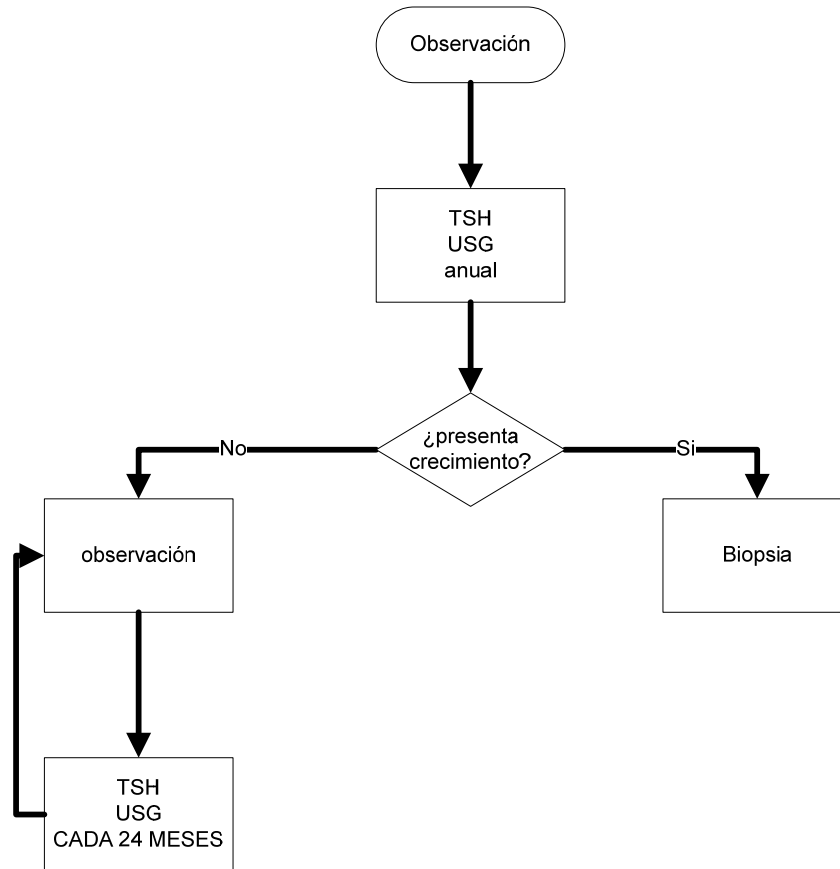 Observación
TSH
USG
anual
¿presenta
crecimiento?
No
Si
observación
Biopsia
TSH
USG
CADA 24 MESES